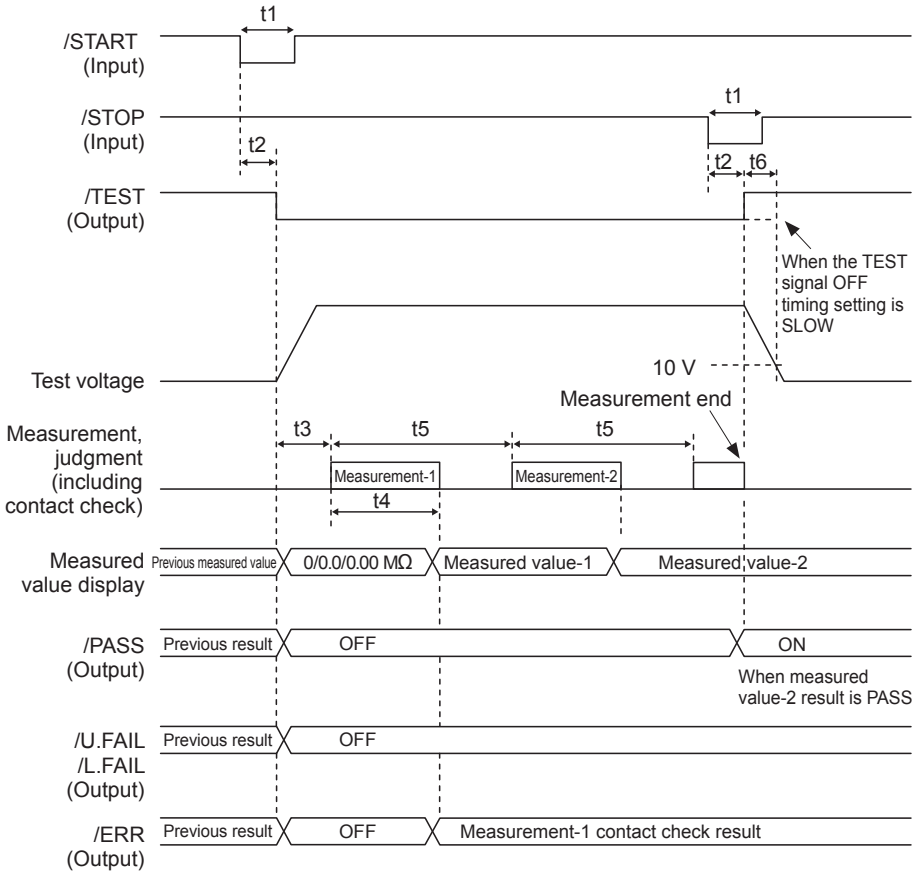 t1
/START
(Input)
t1
/STOP
(Input)
t2
t2
t6
/TEST
(Output)
When the TEST
signal OFF
timing setting is
SLOW
10 V
Test voltage
Measurement end
Measurement,
judgment
(including
contact check)
t3
t5
t5
Measurement-1
Measurement-2
t4
Measured
value display
Previous measured value
0/0.0/0.00 MΩ
Measured value-1
Measured value-2
/PASS
(Output)
Previous result
OFF
ON
When measured
value-2 result is PASS
/U.FAIL
/L.FAIL
(Output)
Previous result
OFF
/ERR
(Output)
Previous result
OFF
Measurement-1 contact check result